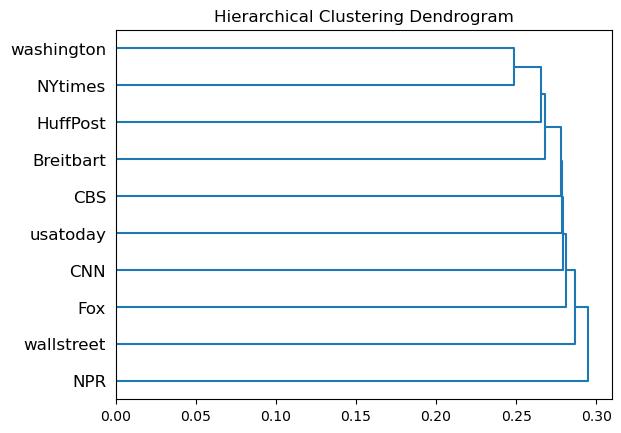 Hierarchical Clustering Dendrogram
washington
NYtimes
HuffPost
Breitbart
CBS
usatoday
CNN
Fox
wallstreet
NPR
0.00 0.05 0.10 0.15 0.20 0.25 0.30